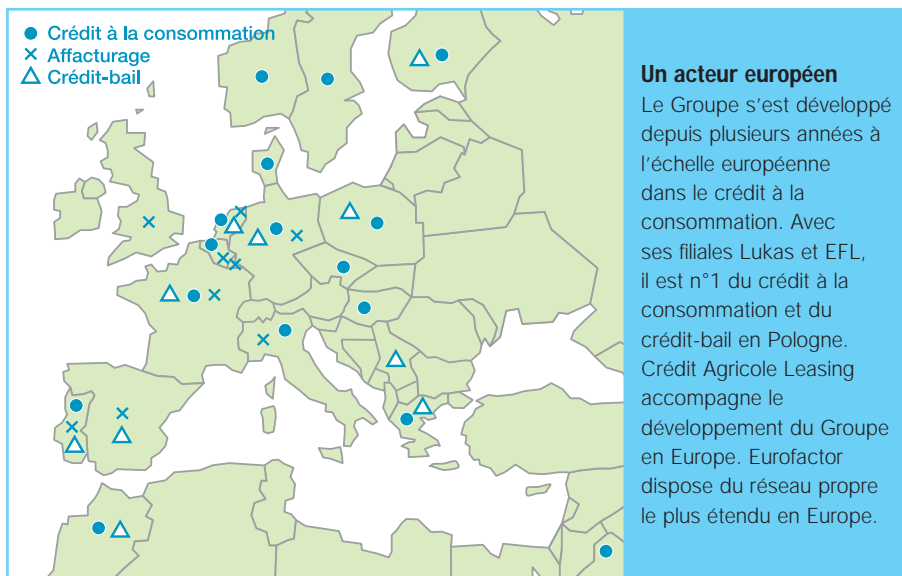 Crédit à la consommation
Affacturage
Crédit-bail
Un acteur européen
Le Groupe s'est développé
depuis plusieurs années à
l'échelle européenne
dans le crédit à la
consommation. Avec
ses filiales Lukas et EFL,
il est n°1 du crédit à la
consommation et du
crédit-bail en Pologne.
Crédit Agricole Leasing
accompagne le
développement du Groupe
en Europe. Eurofactor
dispose du réseau propre
le plus étendu en Europe.